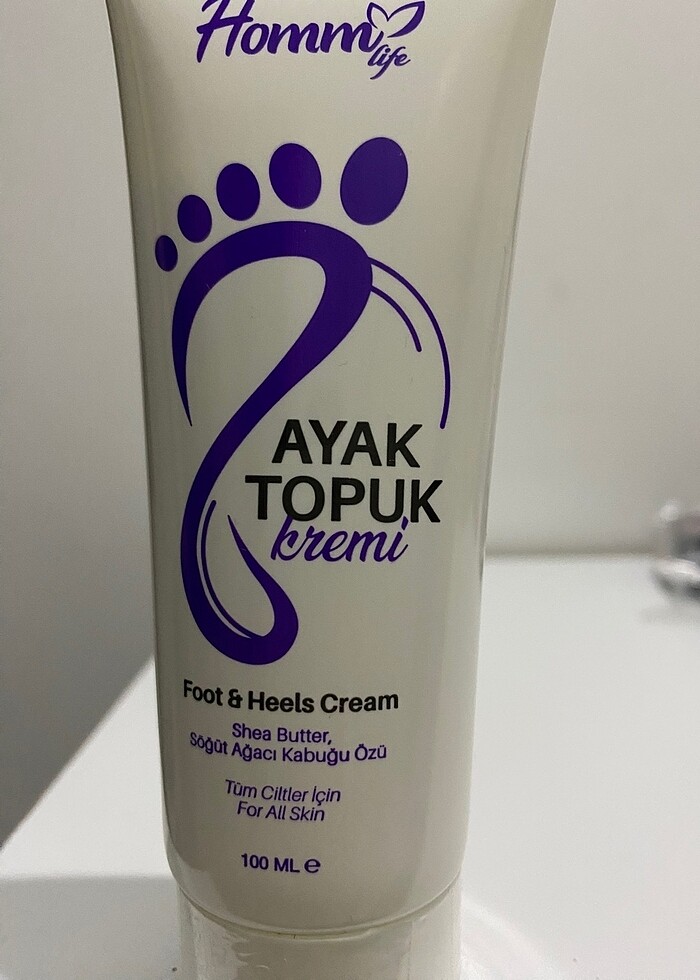 Homm
life
AYAK
TOPUK
kremi
Foot & Heels Cream
Shea Butter,
Söğüt Ağacı Kabuğu Özü
Tüm Ciltler İçin
For All Skin
100 ML ℮